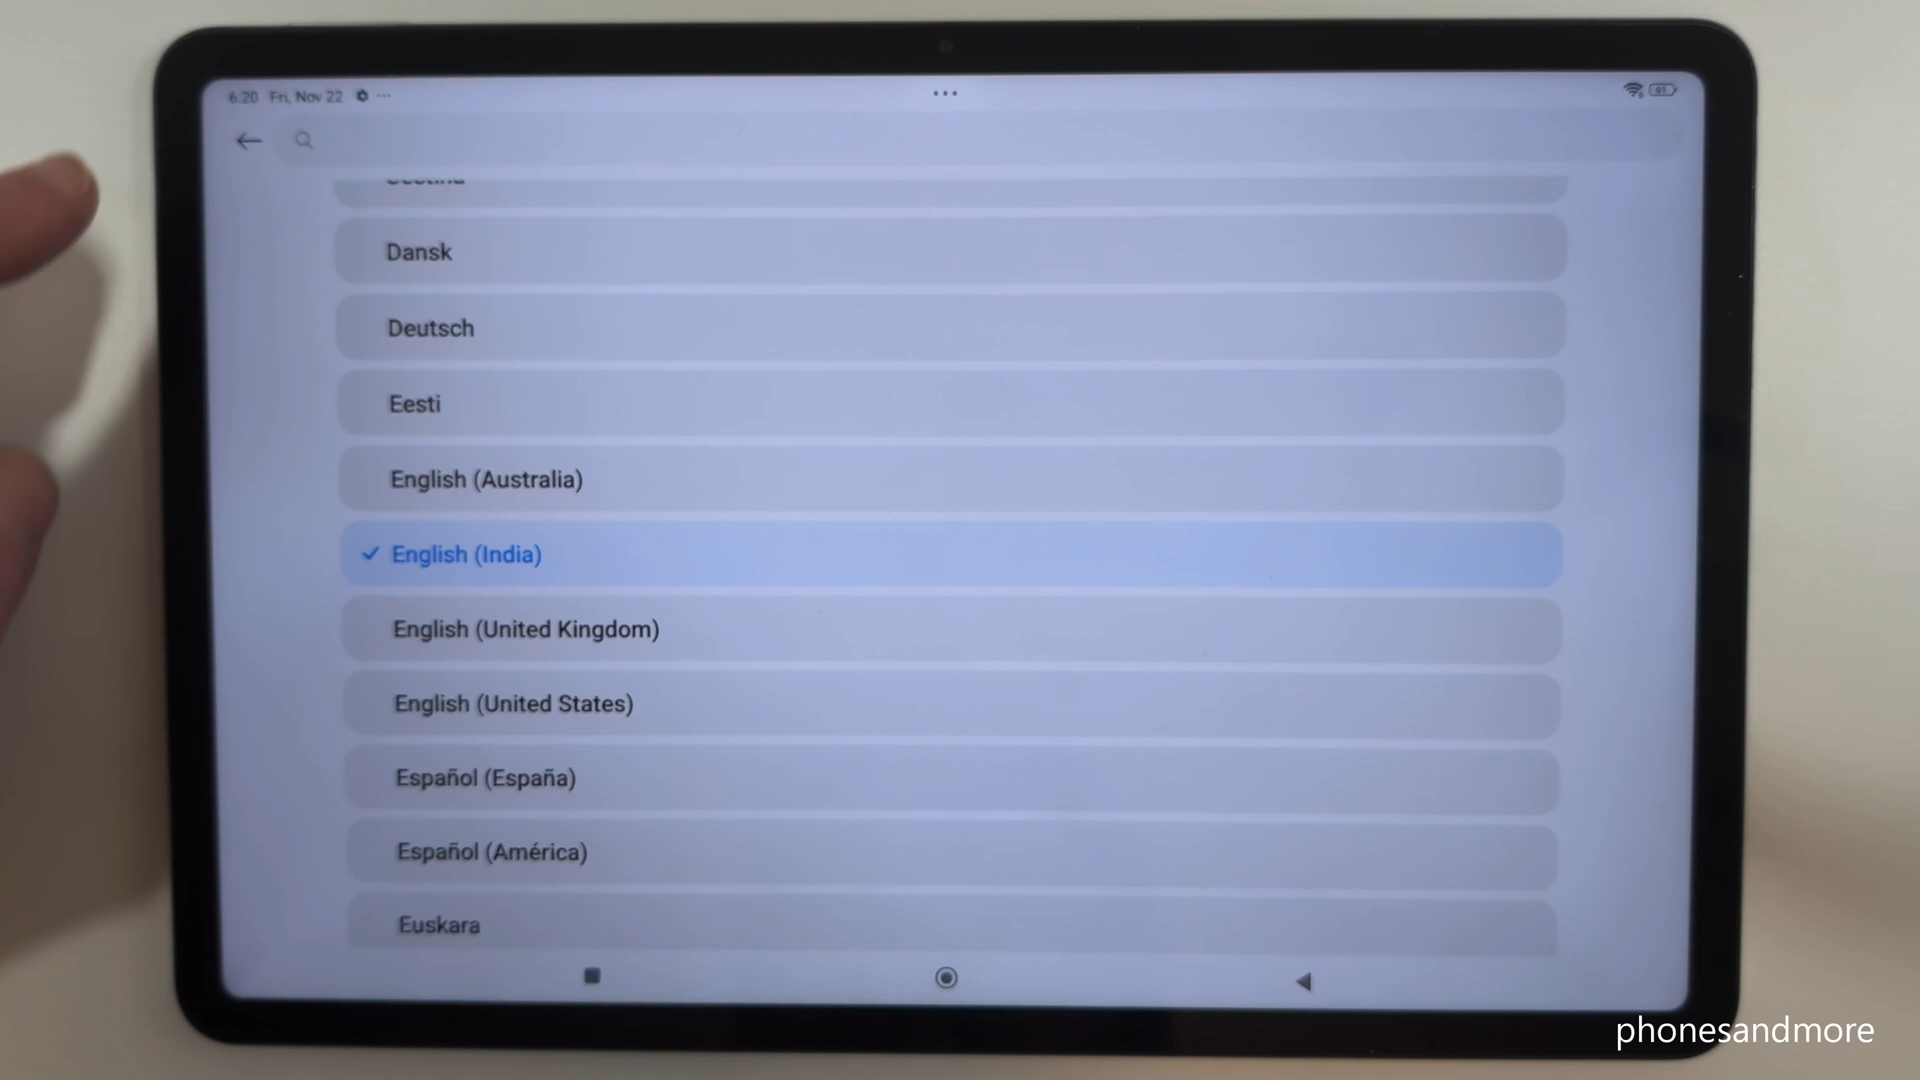 6:20 Fri, Nov 22
91
Dansk
Deutsch
Eesti
English (Australia)
English (India)
English (United Kingdom)
English (United States)
Español (España)
Español (América)
Euskara
phonesandmore